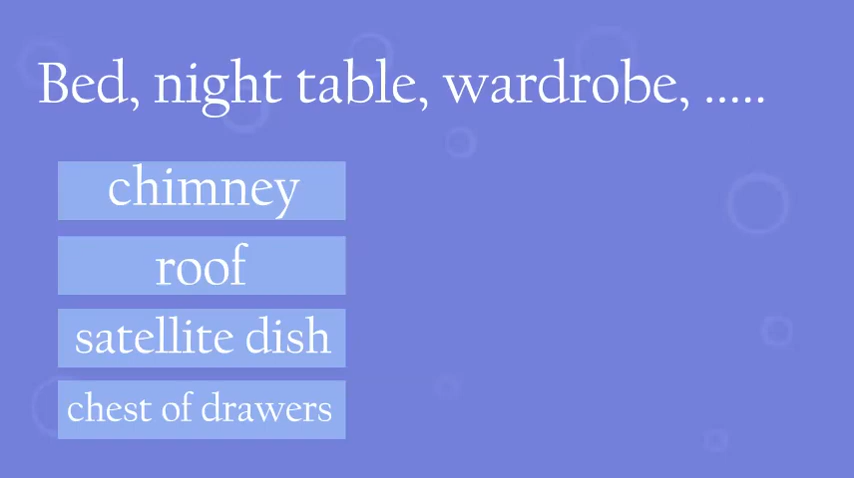 Bed, night table, wardrobe, .....
chimney
roof
satellite dish
chest of drawers